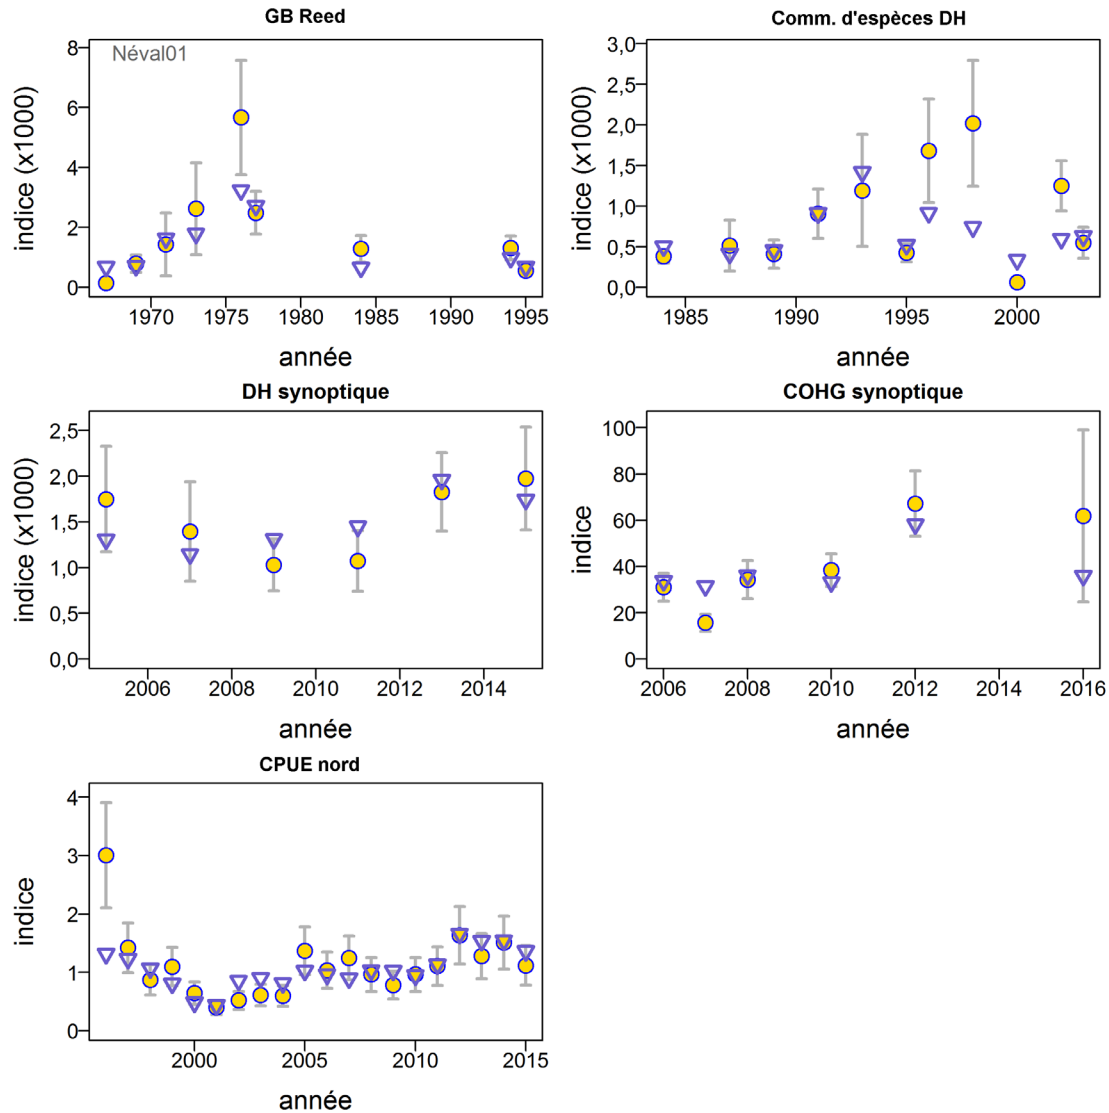 GB Reed
Néval01
indice (x1000)
8
6
4
2
0
1970 1975 1980 1985 1990 1995
année
Comm. d'espèces DH
indice (x1000)
3,0
2,5
2,0
1,5
1,0
0,5
0,0
1985 1990 1995 2000
année
DH synoptique
indice (x1000)
2,5
2,0
1,5
1,0
0,5
0,0
2006 2008 2010 2012 2014
année
COHG synoptique
indice
100
80
60
40
20
0
2006 2008 2010 2012 2014 2016
année
CPUE nord
indice
4
3
2
1
0
2000 2005 2010 2015
année